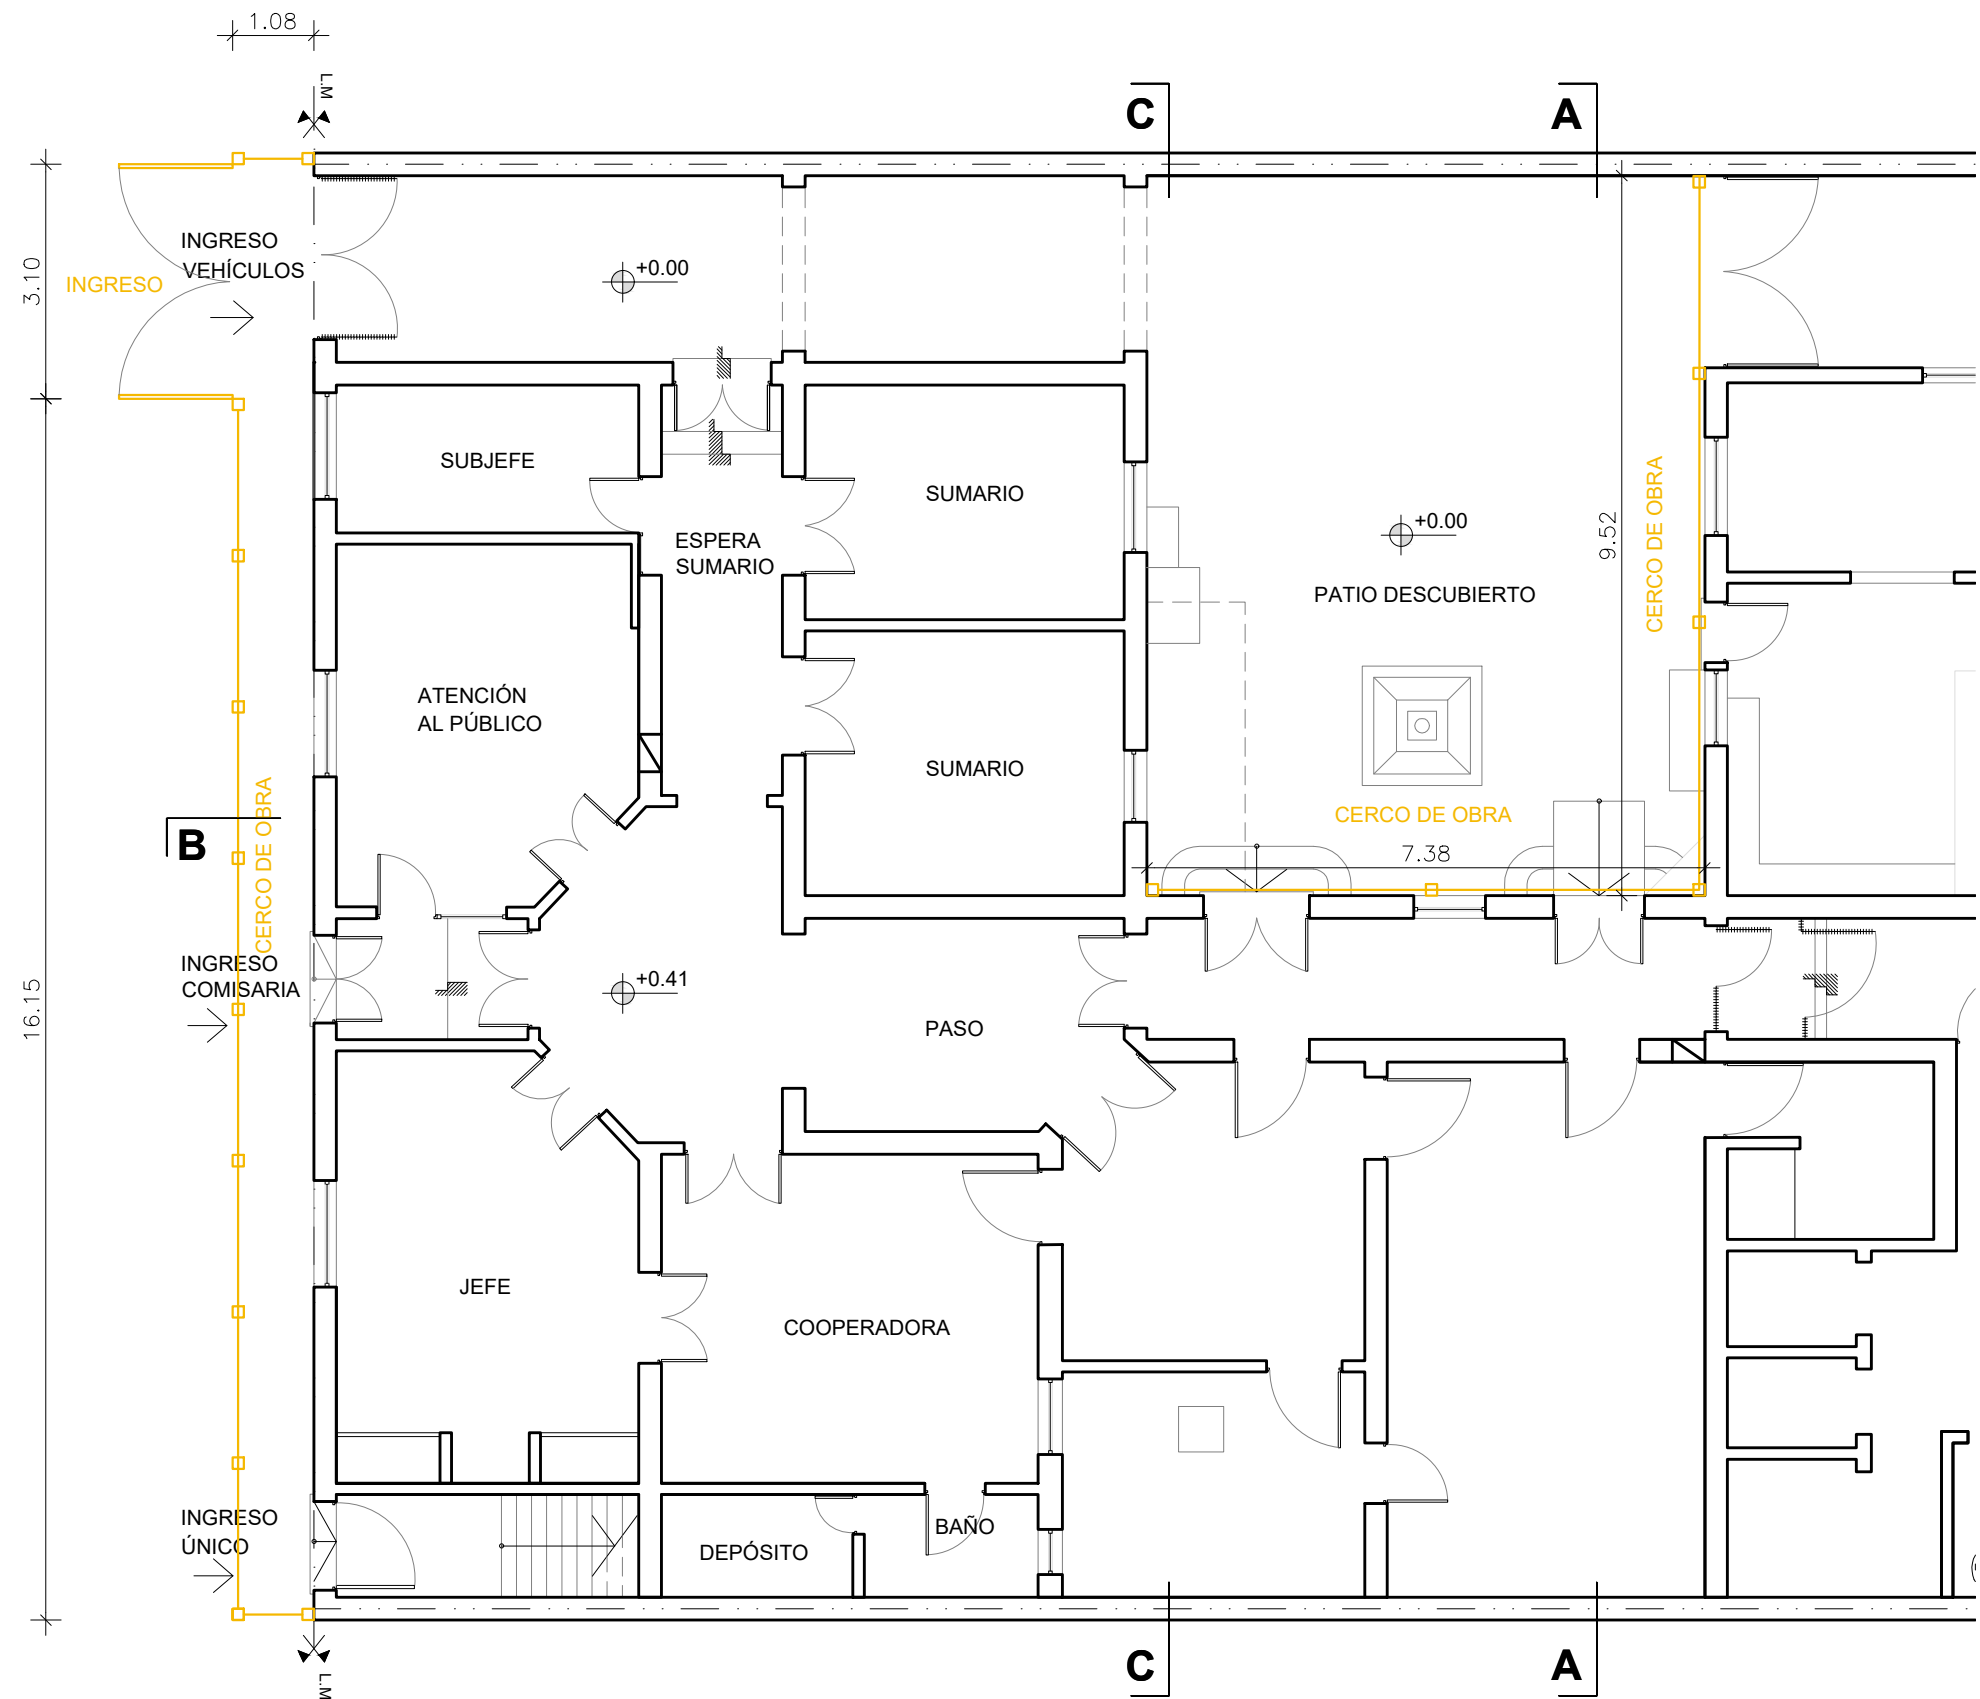 1.08
L.M
C
A
INGRESO
VEHÍCULOS
INGRESO
3.10
+0.00
SUBJEFE
SUMARIO
ESPERA
SUMARIO
+0.00
9.52
CERCO DE OBRA
PATIO DESCUBIERTO
ATENCIÓN
AL PÚBLICO
SUMARIO
CERCO DE OBRA
CERCO DE OBRA
B
7.38
INGRESO
COMISARIA
+0.41
16.15
PASO
JEFE
COOPERADORA
INGRESO
ÚNICO
BAÑO
DEPÓSITO
C
A
L.M